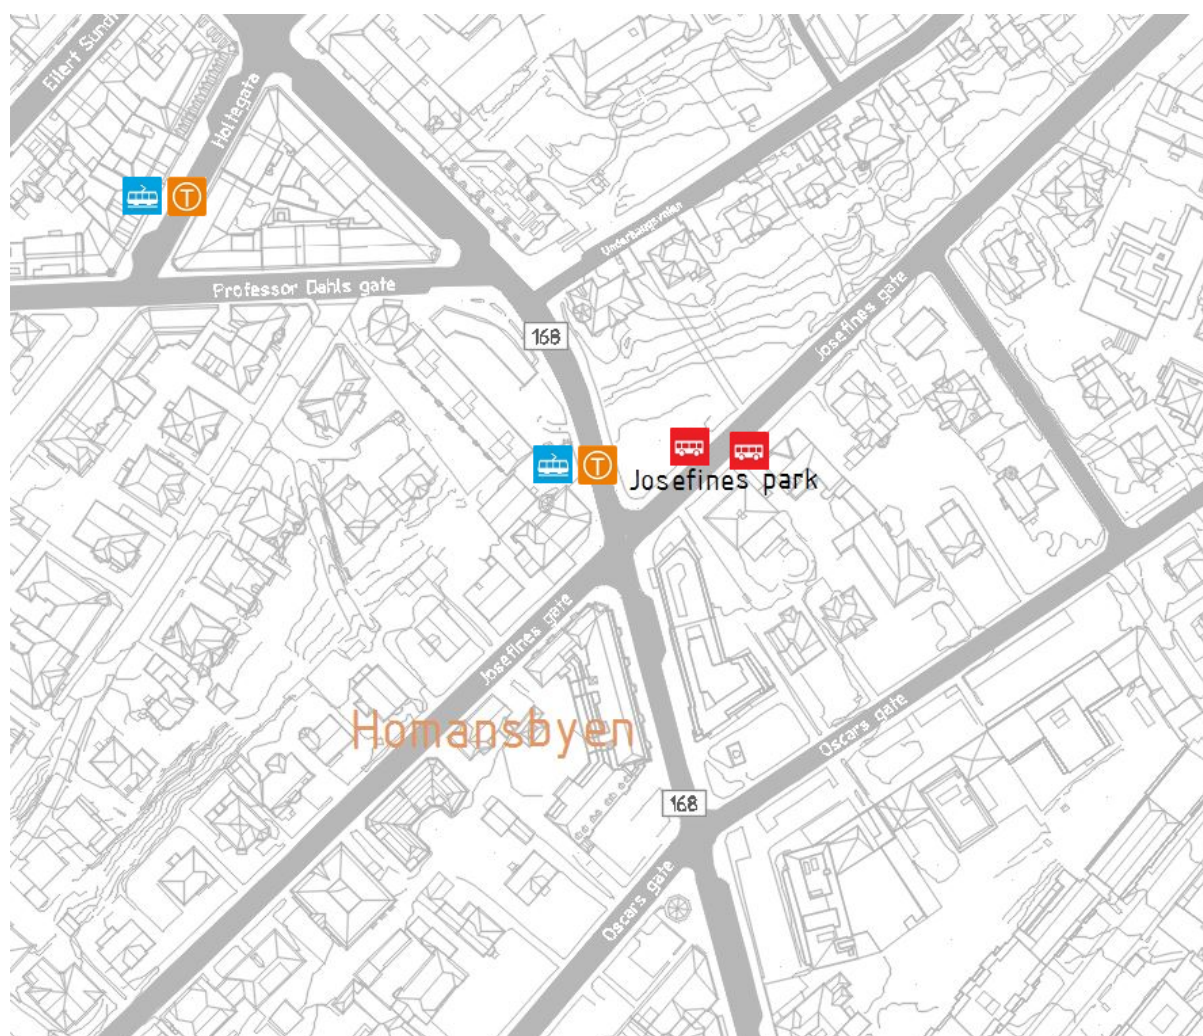 Eilert Sund
Holtegata
T
Underhaugsveien
Professor Dahls gate
Josefines gate
168
T
Josefines park
Josefines gate
Homansbyen
Oscars gate
168
Oscars gate